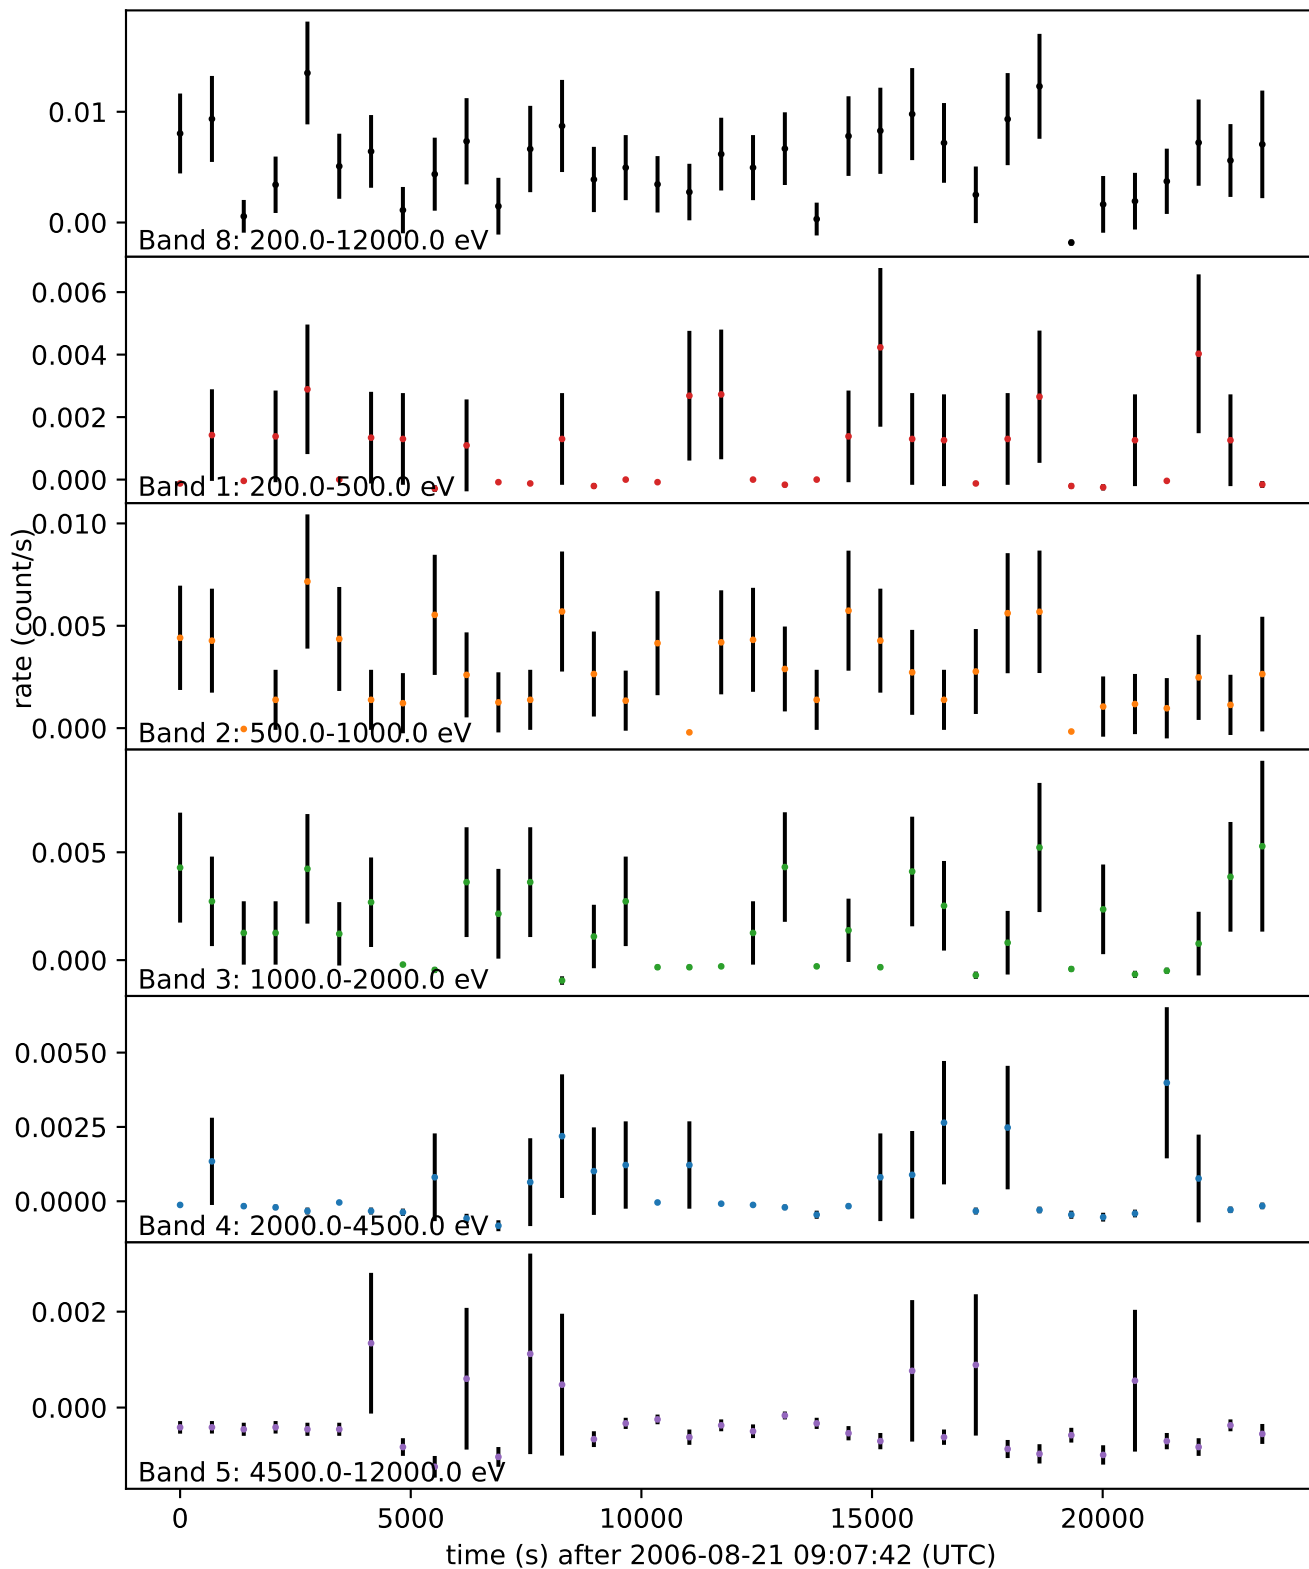 0.01
0.00
Band 8: 200.0-12000.0 eV
0.006
0.004
0.002
0.000
Band 1: 200.0-500.0 eV
rate (count/s)
0.010
0.005
0.000
Band 2: 500.0-1000.0 eV
0.005
0.000
Band 3: 1000.0-2000.0 eV
0.0050
0.0025
0.0000
Band 4: 2000.0-4500.0 eV
0.002
0.000
Band 5: 4500.0-12000.0 eV
0 5000 10000 15000 20000
time (s) after 2006-08-21 09:07:42 (UTC)